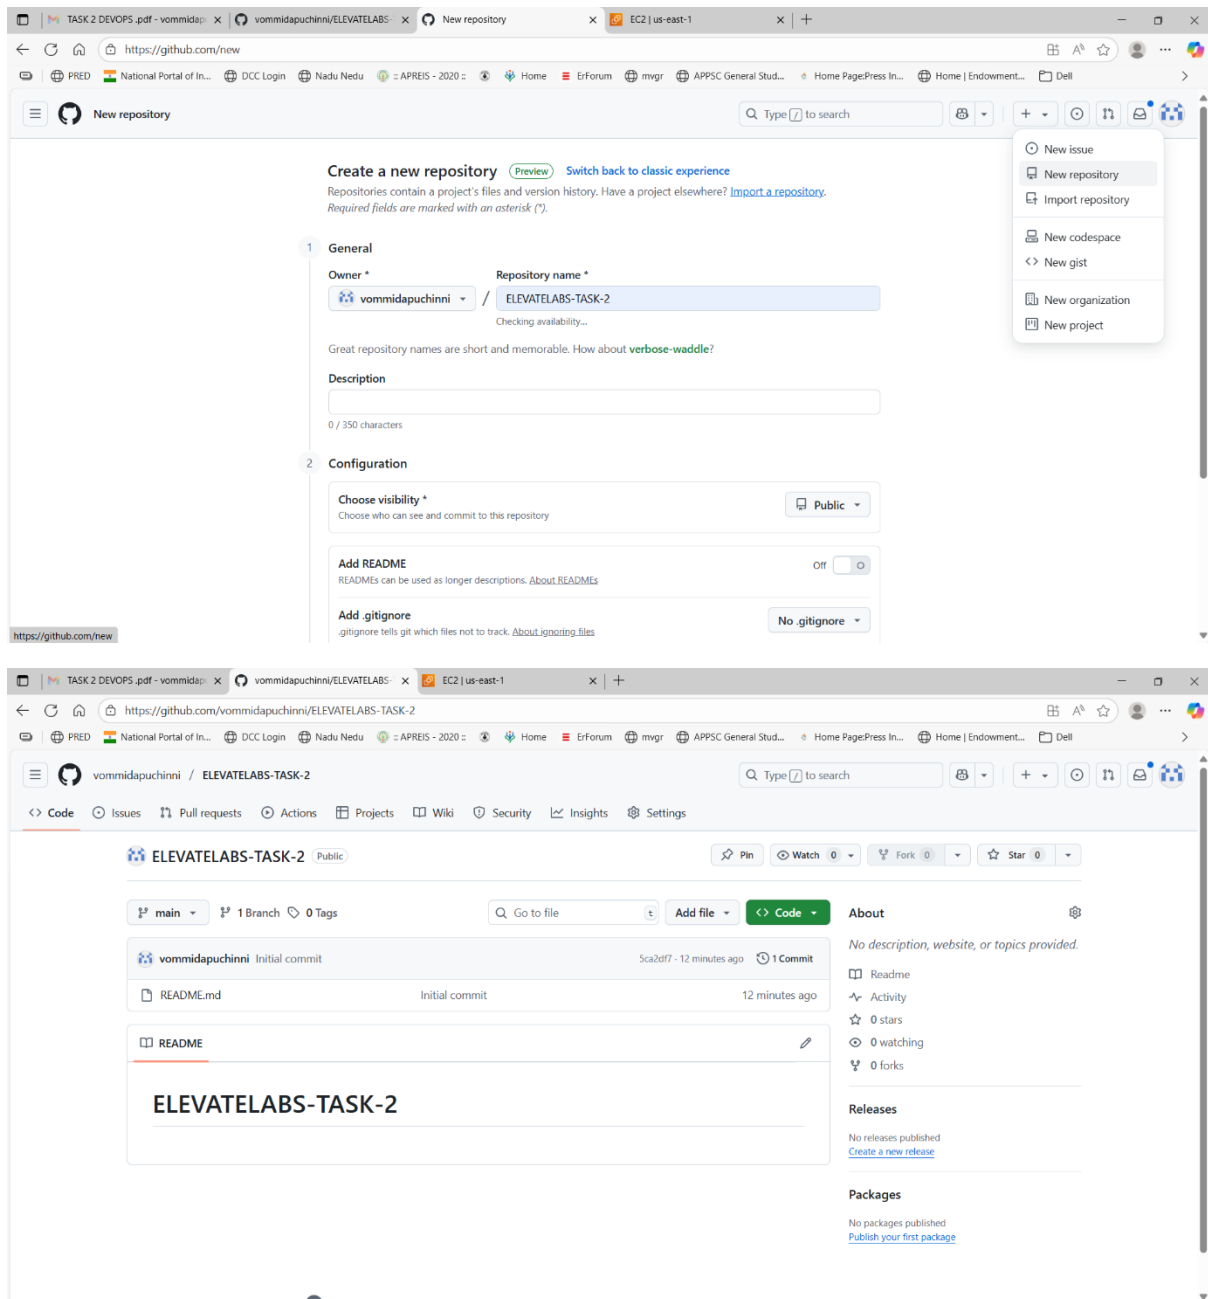 TASK 2 DEVOPS .pdf - vommidap
vommidapuchinni/ELEVATELABS-
New repository
EC2 | us-east-1
https://github.com/new
PRED
National Portal of In...
DCC Login
Nadu Nedu
:: APREIS - 2020 ::
Home
ErForum
mvgr
APPSC General Stud...
Home Page:Press In...
Home | Endowment...
Dell
New repository
Type / to search
New issue
New repository
Import repository
New codespace
New gist
New organization
New project
Create a new repository Preview Switch back to classic experience
Repositories contain a project's files and version history. Have a project elsewhere? Import a repository.
Required fields are marked with an asterisk (*).
1 General
Owner * Repository name *
vommidapuchinni / ELEVATELABS-TASK-2
Checking availability...
Great repository names are short and memorable. How about verbose-waddle?
Description
0 / 350 characters
2 Configuration
Choose visibility *
Choose who can see and commit to this repository
Public
Add README
READMEs can be used as longer descriptions. About READMEs
Off
Add .gitignore
.gitignore tells git which files not to track. About ignoring files
No .gitignore
https://github.com/new
TASK 2 DEVOPS .pdf - vommidap
vommidapuchinni/ELEVATELABS-
EC2 | us-east-1
https://github.com/vommidapuchinni/ELEVATELABS-TASK-2
PRED
National Portal of In...
DCC Login
Nadu Nedu
:: APREIS - 2020 ::
Home
ErForum
mvgr
APPSC General Stud...
Home Page:Press In...
Home | Endowment...
Dell
vommidapuchinni / ELEVATELABS-TASK-2
Type / to search
Code Issues Pull requests Actions Projects Wiki Security Insights Settings
ELEVATELABS-TASK-2 Public
Pin Watch 0 Fork 0 Star 0
main 1 Branch 0 Tags
Go to file t Add file Code
vommidapuchinni Initial commit 5ca2df7 · 12 minutes ago 1 Commit
README.md Initial commit 12 minutes ago
README
ELEVATELABS-TASK-2
About
No description, website, or topics provided.
Readme
Activity
0 stars
0 watching
0 forks
Releases
No releases published
Create a new release
Packages
No packages published
Publish your first package